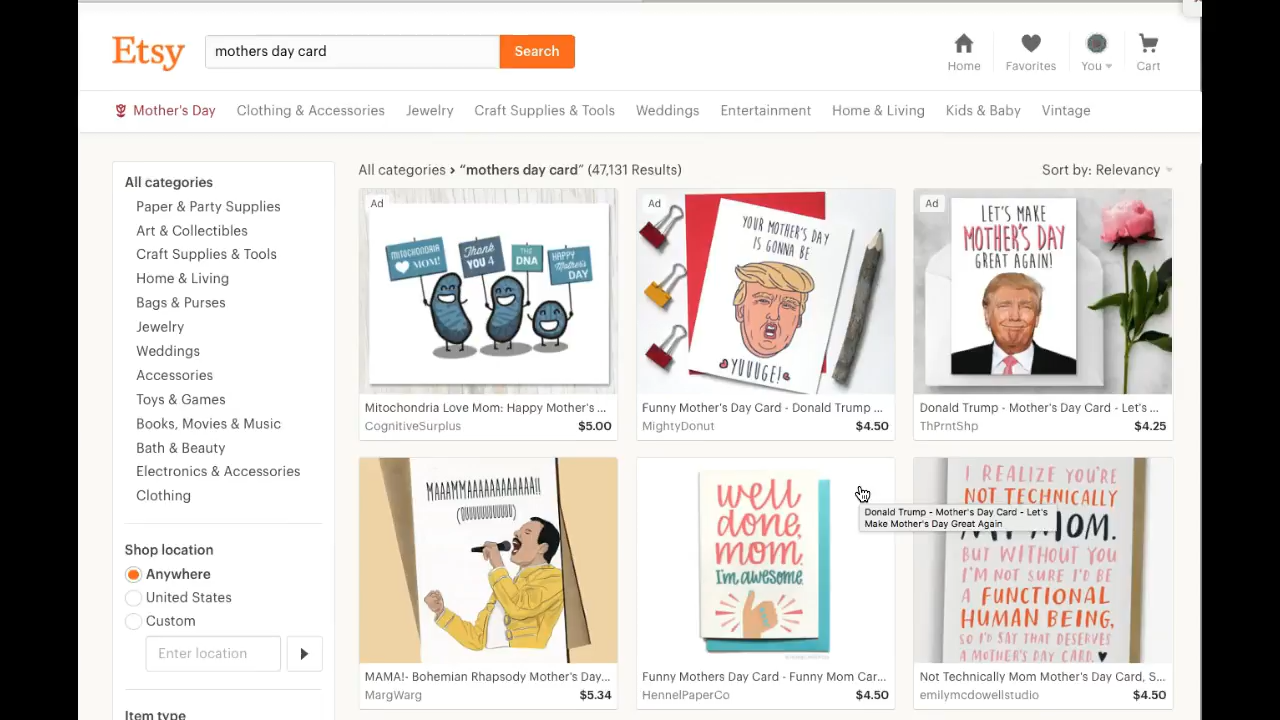 Etsy
mothers day card
Search
Home
Favorites
You
Cart
Mother's Day
Clothing & Accessories
Jewelry
Craft Supplies & Tools
Weddings
Entertainment
Home & Living
Kids & Baby
Vintage
All categories
Paper & Party Supplies
Art & Collectibles
Craft Supplies & Tools
Home & Living
Bags & Purses
Jewelry
Weddings
Accessories
Toys & Games
Books, Movies & Music
Bath & Beauty
Electronics & Accessories
Clothing
Shop location
Anywhere
United States
Custom
Enter location
Item type
All categories › “mothers day card” (47,131 Results)
Sort by: Relevancy
Ad
MITOCHONDRIA
MOM!
Thank
YOU 4
THE
DNA
HAPPY
Mother's
DAY
Mitochondria Love Mom: Happy Mother's ...
CognitiveSurplus
$5.00
Ad
YOUR MOTHER'S DAY
IS GONNA BE
YUUUGE!
Funny Mother's Day Card - Donald Trump ...
MightyDonut
$4.50
Ad
LET'S MAKE
MOTHER'S DAY
GREAT AGAIN!
Donald Trump - Mother's Day Card - Let's ...
ThPrntShp
$4.25
MAMA!- Bohemian Rhapsody Mother's Day...
MargWarg
$5.34
well
done,
mom
I'm awesome.
Funny Mothers Day Card - Funny Mom Car...
HennelPaperCo
$4.50
Donald Trump - Mother's Day Card - Let's
Make Mother's Day Great Again
I REALIZE YOU'RE
NOT TECHNICALLY
MOM.
BUT WITHOUT YOU
I'M NOT SURE I'D BE
A FUNCTIONAL
HUMAN BEING,
SO I'D SAY THAT DESERVES
A MOTHER'S DAY CARD.
Not Technically Mom Mother's Day Card, S...
emilymcdowellstudio
$4.50